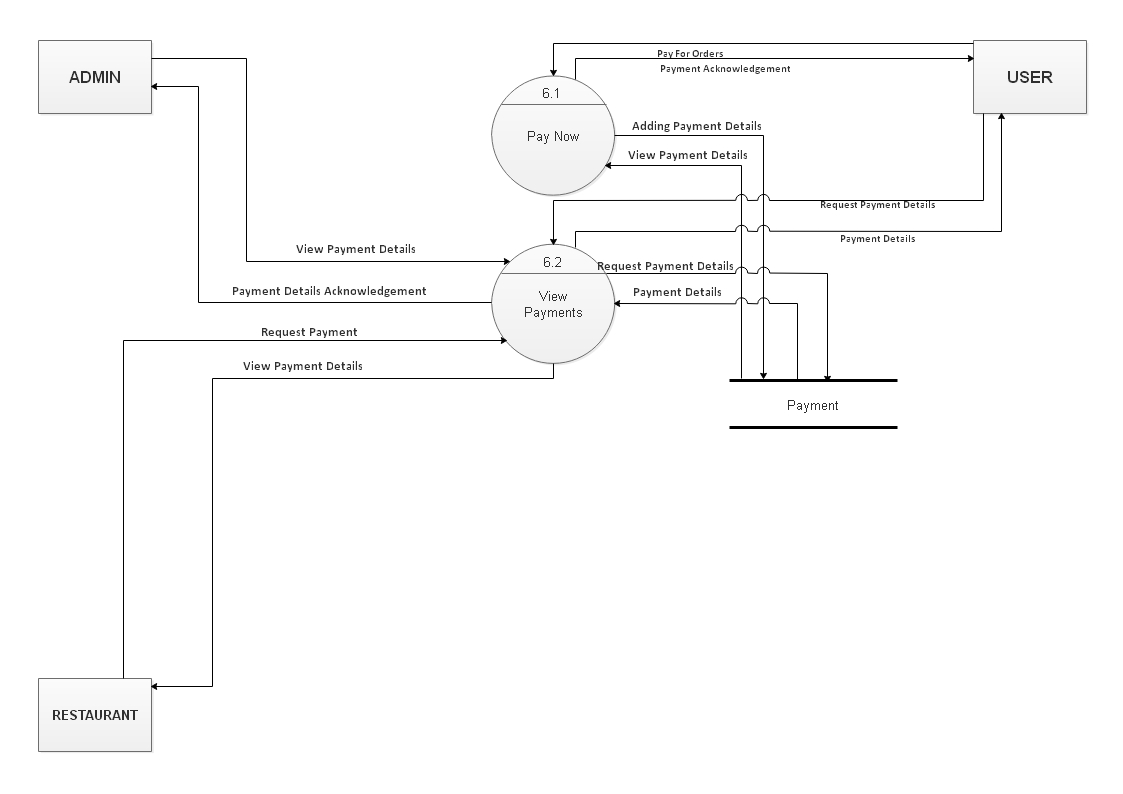 ADMIN
USER
Pay For Orders
Payment Acknowledgement
6.1
Pay Now
Adding Payment Details
View Payment Details
Request Payment Details
Payment Details
View Payment Details
6.2
Request Payment Details
View
Payments
Payment Details Acknowledgement
Payment Details
Request Payment
View Payment Details
Payment
RESTAURANT